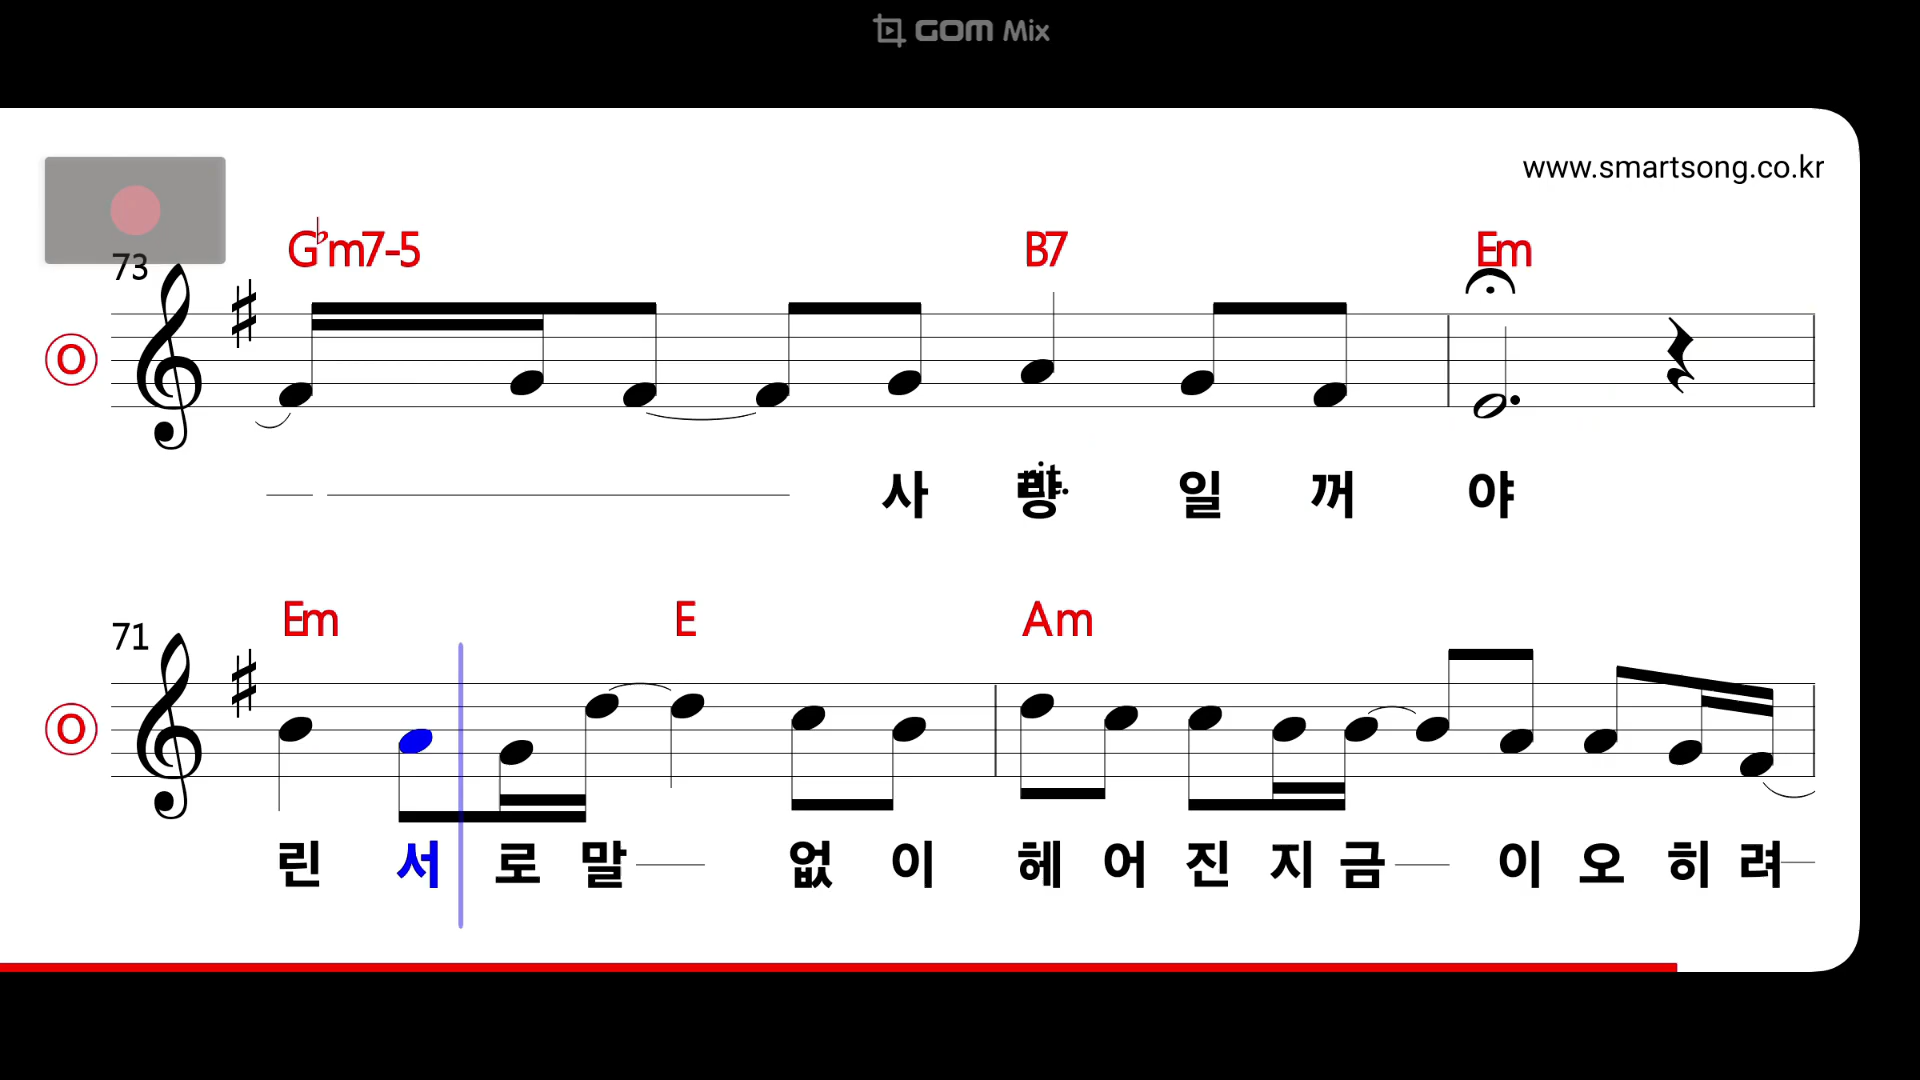 GOM Mix
www.smartsong.co.kr
G♭m7-5 B7 Em
73
O
사 랑 일 꺼 야
rit.
Em E Am
71
O
린 서 로 말 없 이 헤 어 진 지 금 이 오 히 려